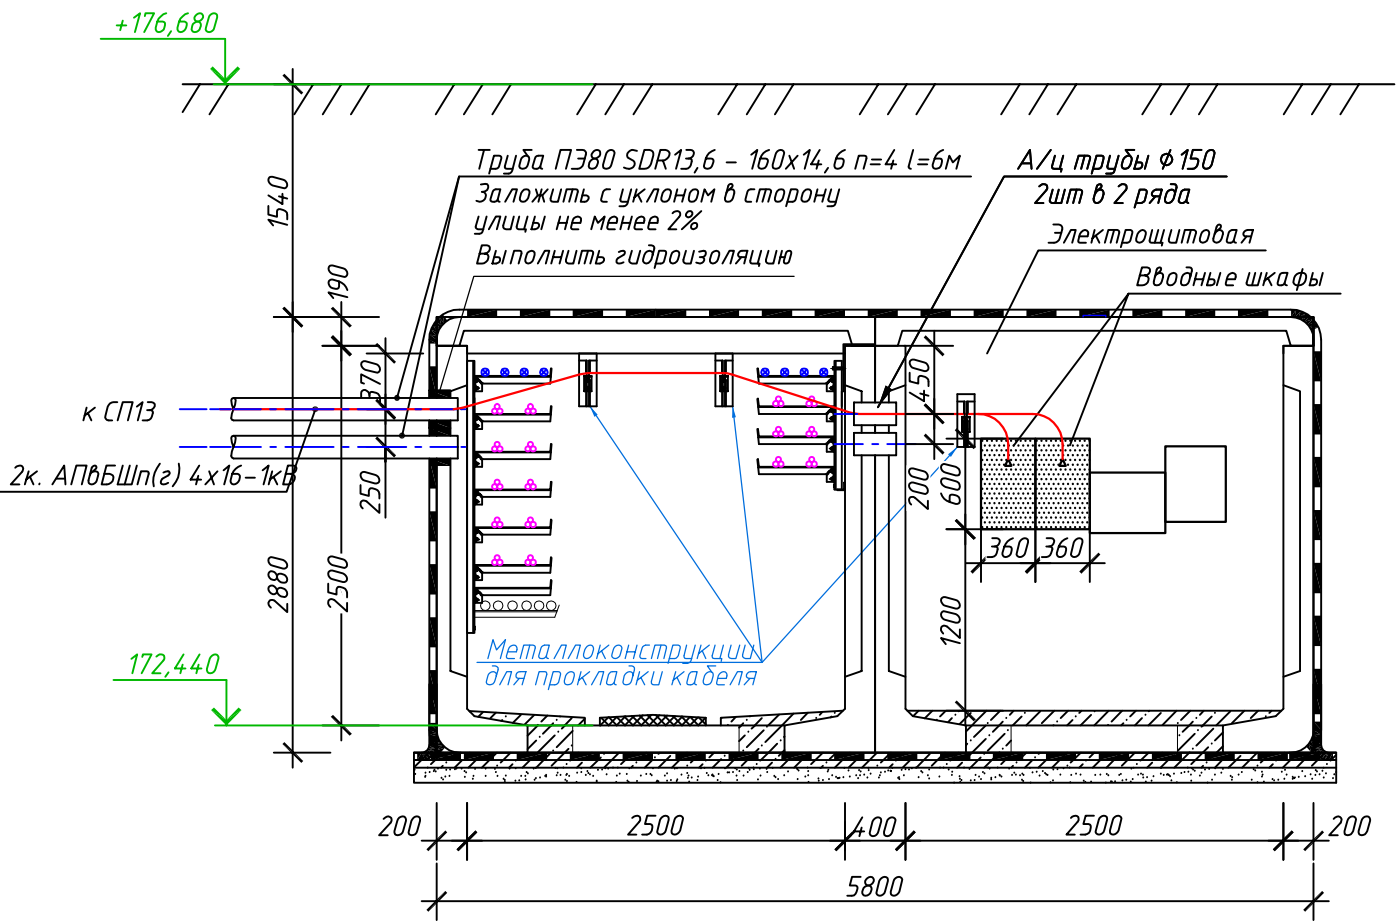 +176,680
Труба ПЭ80 SDR13,6 - 160х14,6 n=4 l=6м
Заложить с уклоном в сторону
улицы не менее 2%
Выполнить гидроизоляцию
А/ц трубы ф150
2шт в 2 ряда
Электрощитовая
Вводные шкафы
1540
190
370
450
к СП13
2к. АПвБШп(г) 4х16-1кВ
250
200
600
360
360
2880
2500
1200
Металлоконструкции
для прокладки кабеля
172,440
200
2500
400
2500
200
5800